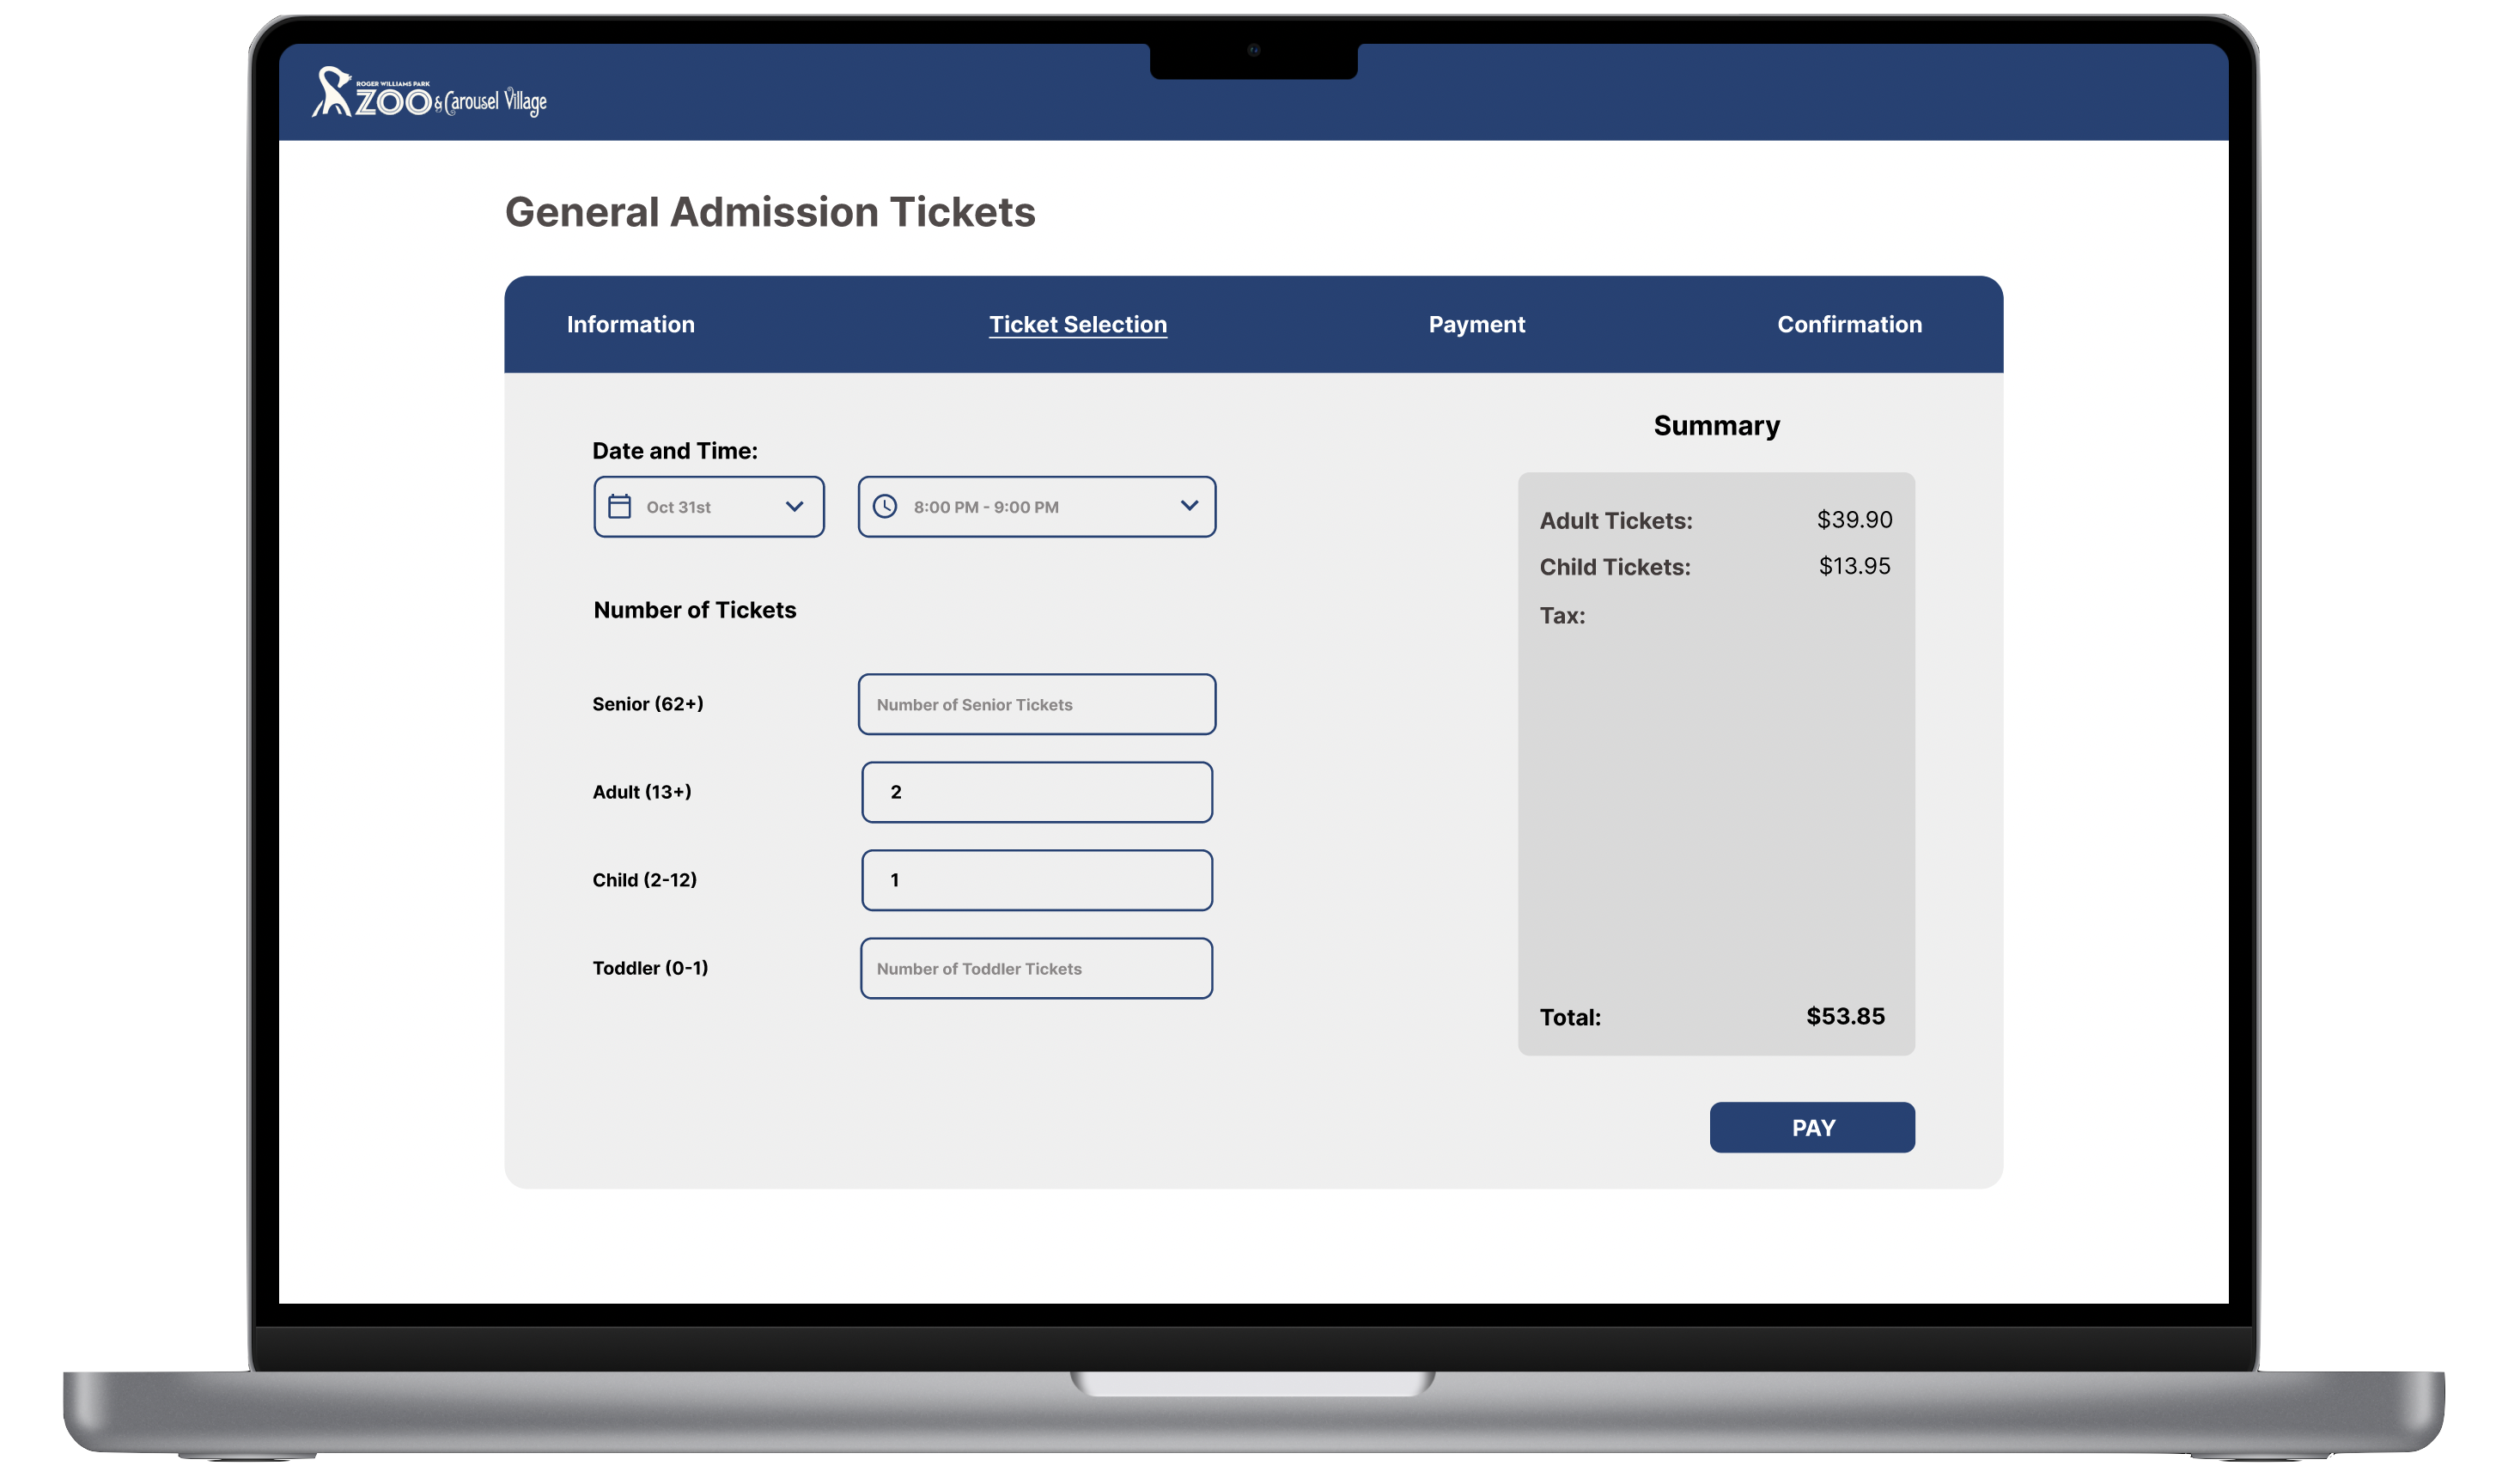 ROGER WILLIAMS PARK
ZOO & Carousel Village
General Admission Tickets
Information Ticket Selection Payment Confirmation
Date and Time:
Oct 31st 8:00 PM - 9:00 PM
Number of Tickets
Senior (62+) Number of Senior Tickets
Adult (13+) 2
Child (2-12) 1
Toddler (0-1) Number of Toddler Tickets
Summary
Adult Tickets: $39.90
Child Tickets: $13.95
Tax:
Total: $53.85
PAY